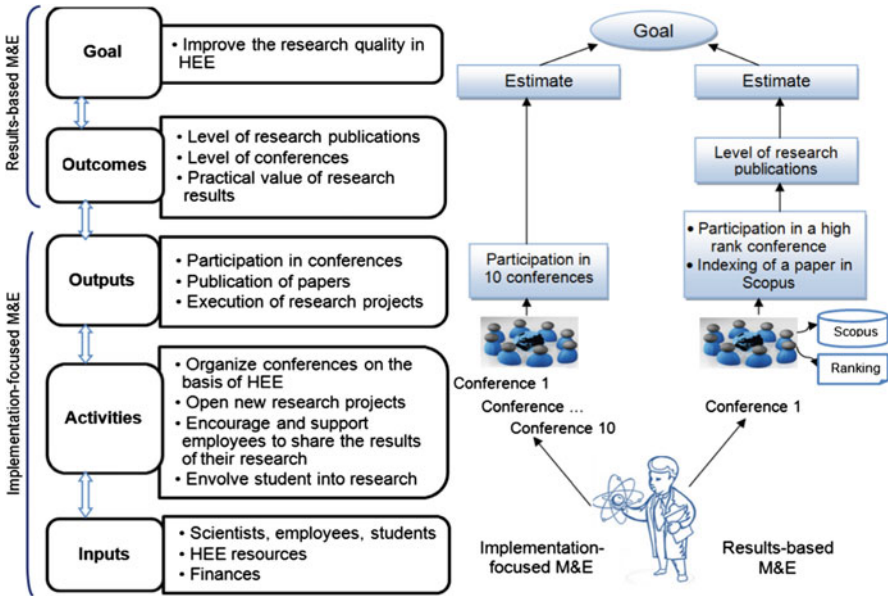 Results-based M&E
Goal
• Improve the research quality in
HEE
Outcomes
• Level of research publications
• Level of conferences
• Practical value of research
results
Implementation-focused M&E
Outputs
• Participation in conferences
• Publication of papers
• Execution of research projects
Activities
• Organize conferences on the
basis of HEE
• Open new research projects
• Encourage and support
employees to share the results
of their research
• Envolve student into research
Inputs
• Scientists, employees, students
• HEE resources
• Finances
Goal
Estimate
Participation in
10 conferences
Conference 1
Conference ...
Conference 10
Implementation-
focused M&E
Estimate
Level of research
publications
• Participation in a high
rank conference
• Indexing of a paper in
Scopus
Scopus
Ranking
Conference 1
Results-based
M&E